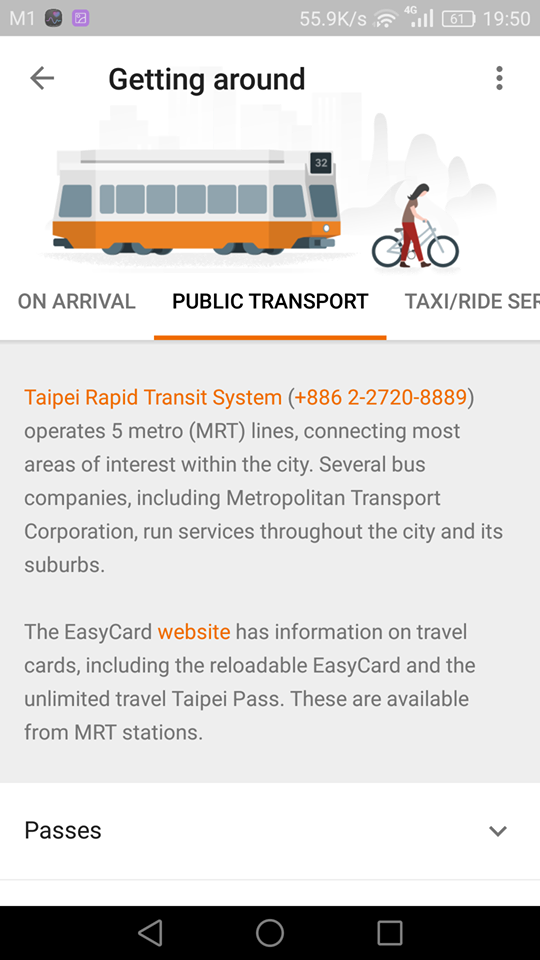 M1 55.9K/s 4G 61 19:50
Getting around
32
ON ARRIVAL PUBLIC TRANSPORT TAXI/RIDE SER
Taipei Rapid Transit System (+886 2-2720-8889)
operates 5 metro (MRT) lines, connecting most
areas of interest within the city. Several bus
companies, including Metropolitan Transport
Corporation, run services throughout the city and its
suburbs.
The EasyCard website has information on travel
cards, including the reloadable EasyCard and the
unlimited travel Taipei Pass. These are available
from MRT stations.
Passes